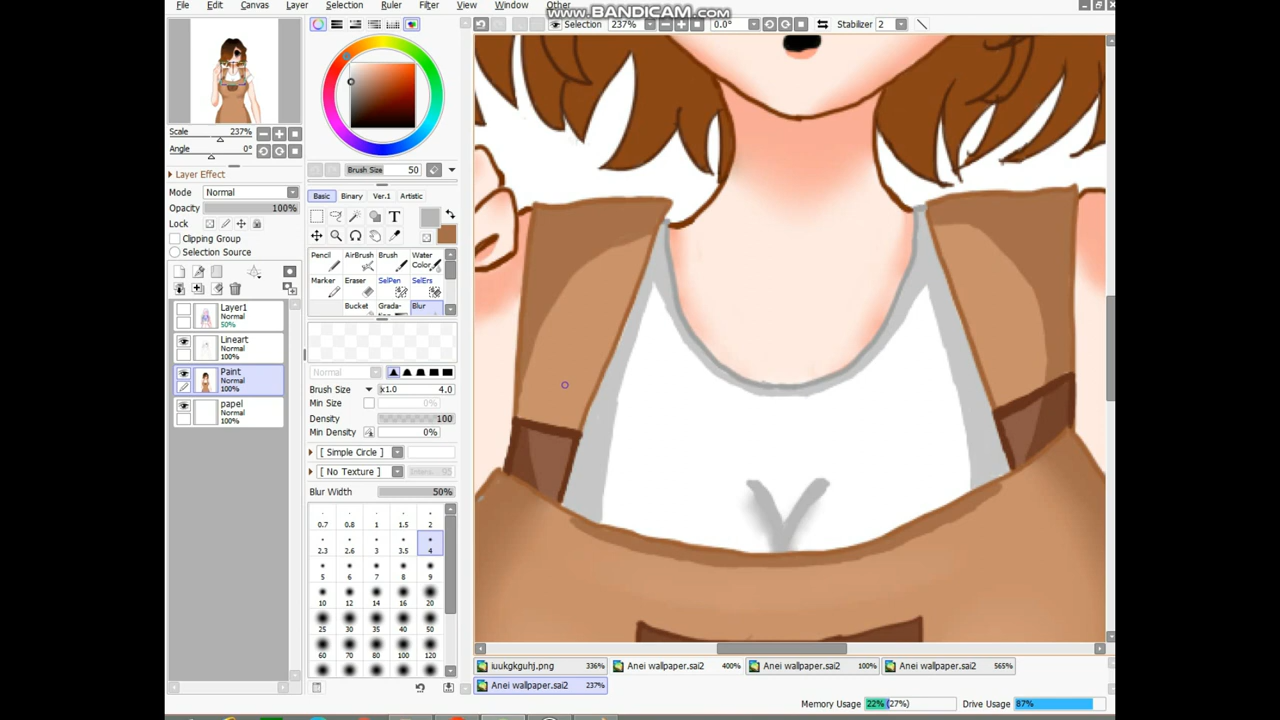 File Edit Canvas Layer Selection Ruler Filter View Window Other
www.BANDICAM.com
Selection 237% 0.0° Stabilizer 2
Scale 237%
Angle 0°
Layer Effect
Mode Normal
Opacity 100%
Lock
Clipping Group
Selection Source
Layer1
Normal
50%
Lineart
Normal
100%
Paint
Normal
100%
papel
Normal
100%
Brush Size 50
Basic Binary Ver.1 Artistic
T
Pencil AirBrush Brush Water Color
Marker Eraser SelPen SelErs
Bucket Grada- Blur
Normal
Brush Size x1.0 4.0
Min Size 0%
Density 100
Min Density 0%
[ Simple Circle ]
[ No Texture ] 95
Blur Width 50%
0.7 0.8 1 1.5 2
2.3 2.6 3 3.5 4
5 6 7 8 9
10 12 14 16 20
25 30 35 40 50
60 70 80 100 120
iuukgkguhj.png 336% Anei wallpaper.sai2 400% Anei wallpaper.sai2 100% Anei wallpaper.sai2 565%
Anei wallpaper.sai2 237%
Memory Usage 22% (27%) Drive Usage 87%